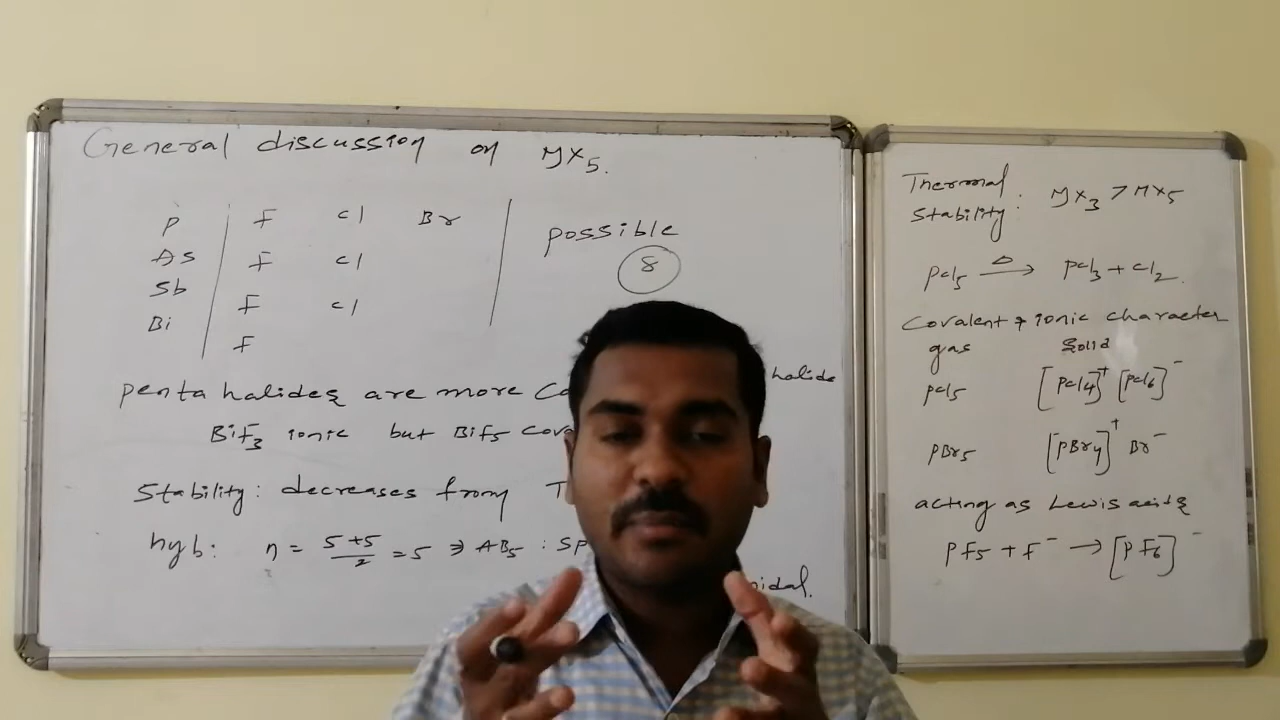 General discussion on MX5.
P F Cl Br
As F Cl
Sb F Cl
Bi F
possible
8
penta halides are more halide
BiF3 ionic but BiF5
Stability: decreases from
hyb: η = 5+5/2 = 5 ⇒ AB5 : SP
Thermal
Stability: MX3 > MX5
PCl5 Δ→ PCl3 + Cl2.
Covalent & ionic character
gas Solid
PCl5 [PCl4]+ [PCl6]-
PBr5 [PBr4]+ Br-
acting as Lewis acids
PF5 + F- → [PF6]-